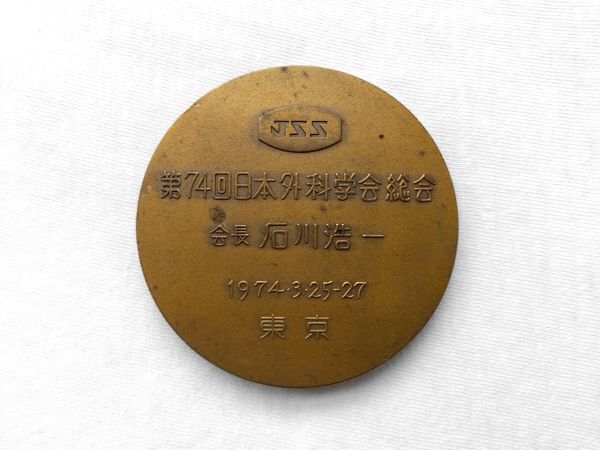 JSS
第74回日本外科学会総会
会長 石川浩一
1974·3·25-27
東京